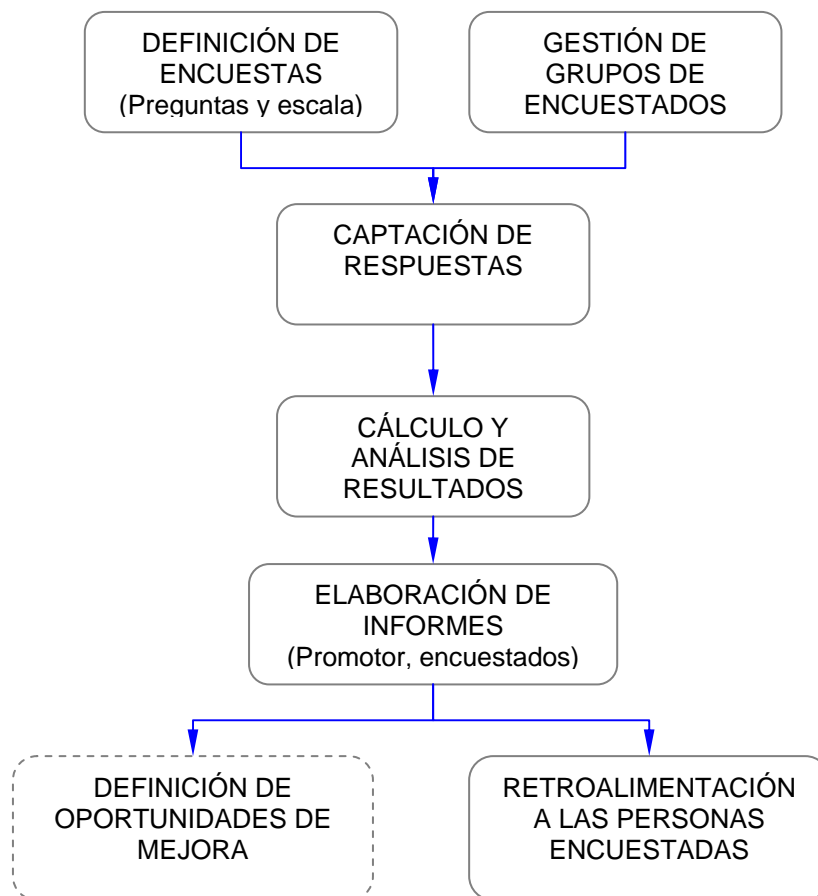 DEFINICIÓN DE
ENCUESTAS
(Preguntas y escala)
GESTIÓN DE
GRUPOS DE
ENCUESTADOS
CAPTACIÓN DE
RESPUESTAS
CÁLCULO Y
ANÁLISIS DE
RESULTADOS
ELABORACIÓN DE
INFORMES
(Promotor, encuestados)
DEFINICIÓN DE
OPORTUNIDADES DE
MEJORA
RETROALIMENTACIÓN
A LAS PERSONAS
ENCUESTADAS